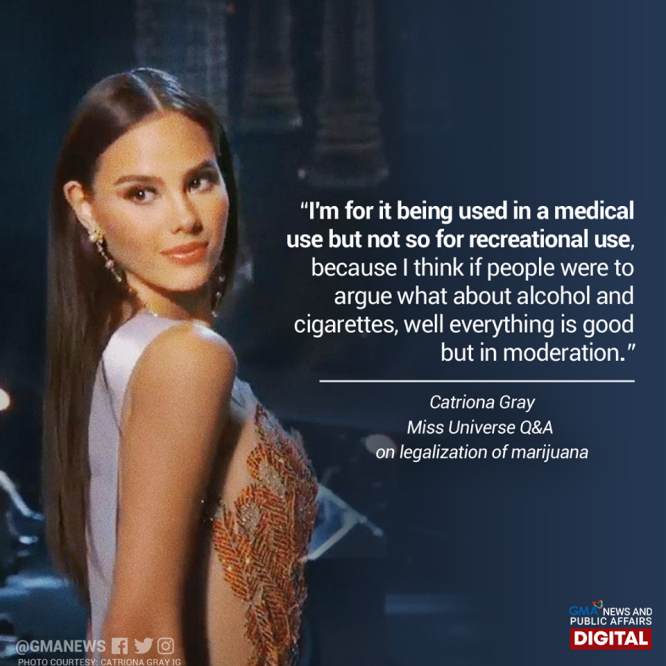 “I'm for it being used in a medical
use but not so for recreational use,
because I think if people were to
argue what about alcohol and
cigarettes, well everything is good
but in moderation.”
Catriona Gray
Miss Universe Q&A
on legalization of marijuana
@GMANEWS
PHOTO COURTESY: CATRIONA GRAY IG
GMA NEWS AND
PUBLIC AFFAIRS
DIGITAL